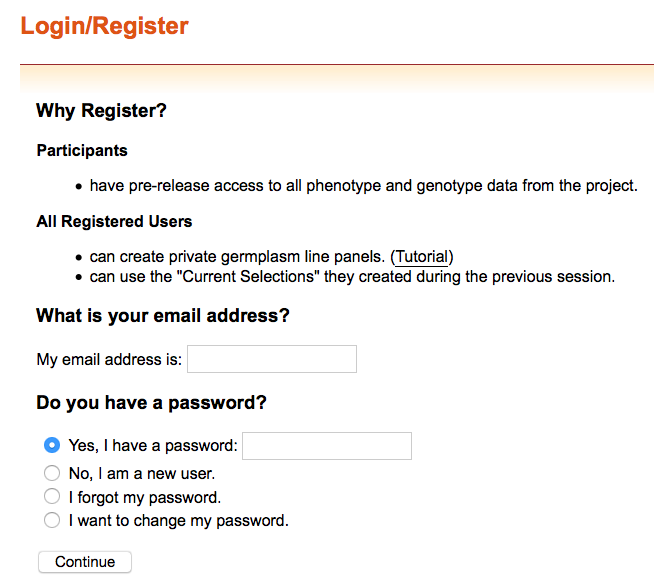 Login/Register
Why Register?
Participants
• have pre-release access to all phenotype and genotype data from the project.
All Registered Users
• can create private germplasm line panels. (Tutorial)
• can use the "Current Selections" they created during the previous session.
What is your email address?
My email address is:
Do you have a password?
Yes, I have a password:
No, I am a new user.
I forgot my password.
I want to change my password.
Continue